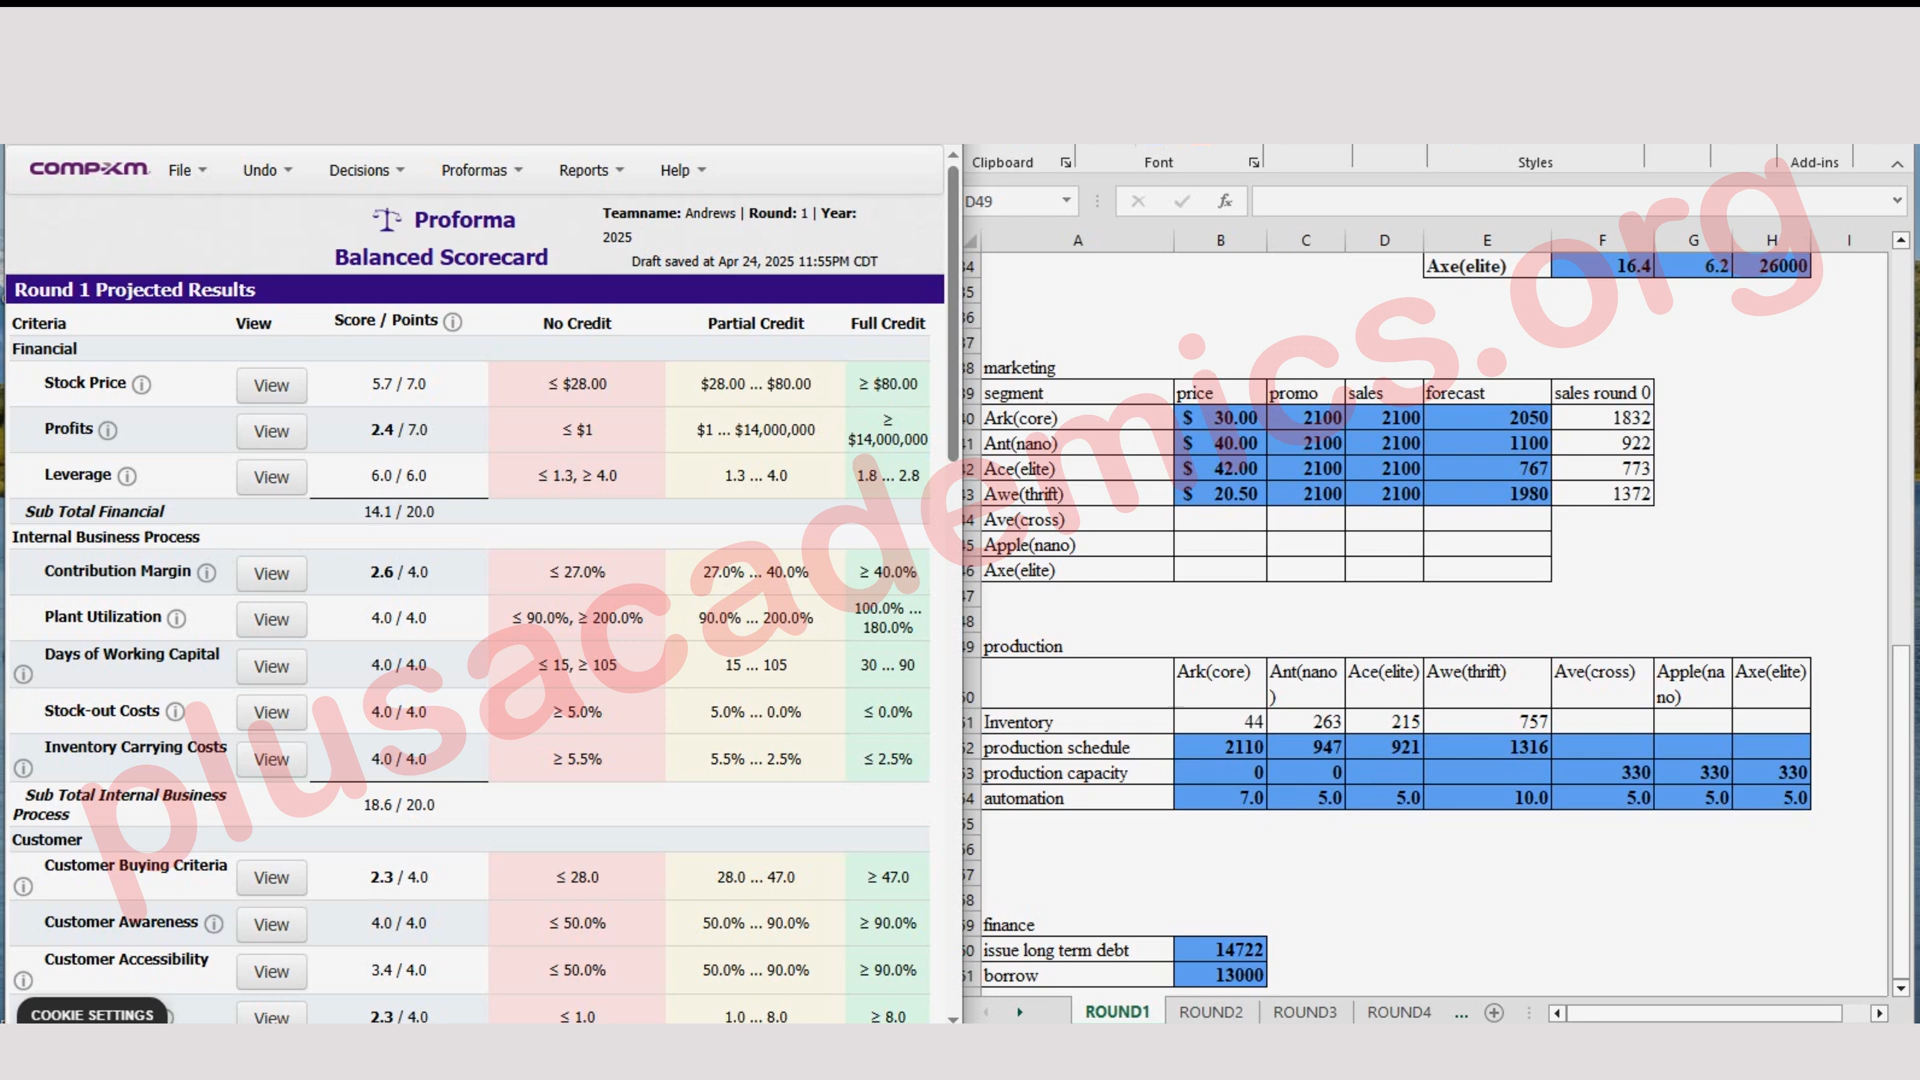 COMP-XM
File Undo Decisions Proformas Reports Help
Proforma
Balanced Scorecard
Teamname: Andrews | Round: 1 | Year:
2025
Draft saved at Apr 24, 2025 11:55PM CDT
Round 1 Projected Results
Criteria View Score / Points No Credit Partial Credit Full Credit
Financial
Stock Price View 5.7 / 7.0 ≤ $28.00 $28.00 ... $80.00 ≥ $80.00
Profits View 2.4 / 7.0 ≤ $1 $1 ... $14,000,000 ≥ $14,000,000
Leverage View 6.0 / 6.0 ≤ 1.3, ≥ 4.0 1.3 ... 4.0 1.8 ... 2.8
Sub Total Financial 14.1 / 20.0
Internal Business Process
Contribution Margin View 2.6 / 4.0 ≤ 27.0% 27.0% ... 40.0% ≥ 40.0%
Plant Utilization View 4.0 / 4.0 ≤ 90.0%, ≥ 200.0% 90.0% ... 200.0% 100.0% ... 180.0%
Days of Working Capital View 4.0 / 4.0 ≤ 15, ≥ 105 15 ... 105 30 ... 90
Stock-out Costs View 4.0 / 4.0 ≥ 5.0% 5.0% ... 0.0% ≤ 0.0%
Inventory Carrying Costs View 4.0 / 4.0 ≥ 5.5% 5.5% ... 2.5% ≤ 2.5%
Sub Total Internal Business
Process 18.6 / 20.0
Customer
Customer Buying Criteria View 2.3 / 4.0 ≤ 28.0 28.0 ... 47.0 ≥ 47.0
Customer Awareness View 4.0 / 4.0 ≤ 50.0% 50.0% ... 90.0% ≥ 90.0%
Customer Accessibility View 3.4 / 4.0 ≤ 50.0% 50.0% ... 90.0% ≥ 90.0%
View 2.3 / 4.0 ≤ 1.0 1.0 ... 8.0 ≥ 8.0
COOKIE SETTINGS
Clipboard Font Styles Add-ins
D49 fx
A B C D E F G H I
Axe(elite) 16.4 6.2 26000
marketing
segment price promo sales forecast sales round 0
Ark(core) $ 30.00 2100 2100 2050 1832
Ant(nano) $ 40.00 2100 2100 1100 922
Ace(elite) $ 42.00 2100 2100 767 773
Awe(thrift) $ 20.50 2100 2100 1980 1372
Ave(cross)
Apple(nano)
Axe(elite)
production
Ark(core) Ant(nano) Ace(elite) Awe(thrift) Ave(cross) Apple(nano) Axe(elite)
Inventory 44 263 215 757
production schedule 2110 947 921 1316
production capacity 0 0 330 330 330
automation 7.0 5.0 5.0 10.0 5.0 5.0 5.0
finance
issue long term debt 14722
borrow 13000
ROUND1 ROUND2 ROUND3 ROUND4 ...
plusacademics.org